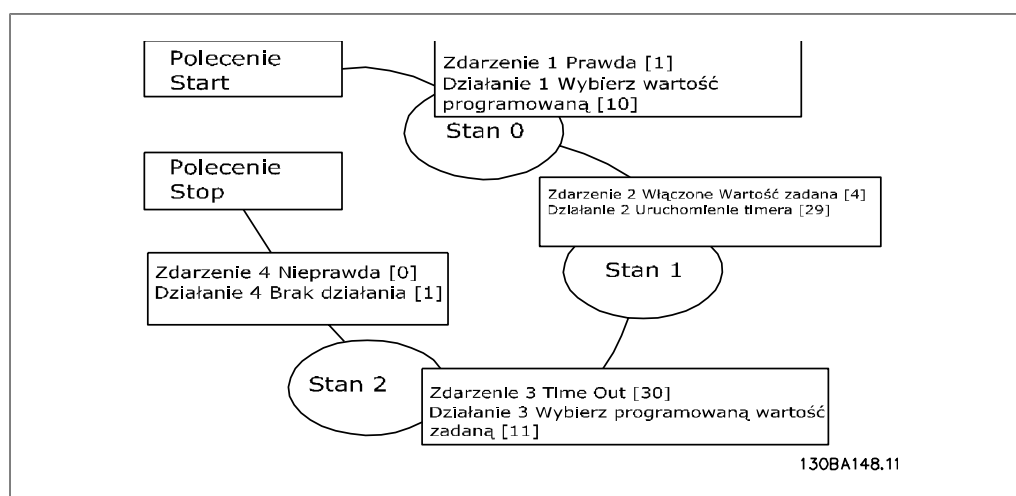 Polecenie
Start
Zdarzenie 1 Prawda [1]
Działanie 1 Wybierz wartość
programowaną [10]
Stan 0
Polecenie
Stop
Zdarzenie 2 Włączone Wartość zadana [4]
Działanie 2 Uruchomienie timera [29]
Zdarzenie 4 Nieprawda [0]
Działanie 4 Brak działania [1]
Stan 1
Stan 2
Zdarzenie 3 Time Out [30]
Działanie 3 Wybierz programowaną wartość
zadaną [11]
130BA148.11